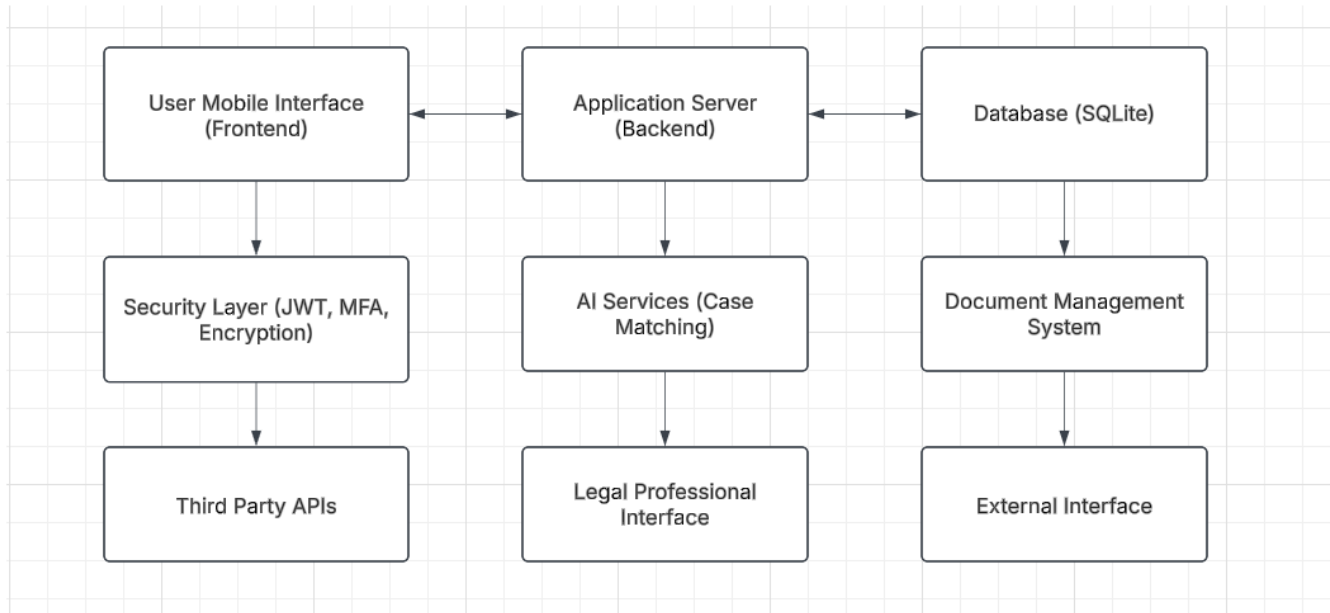 User Mobile Interface
(Frontend)
Application Server
(Backend)
Database (SQLite)
Security Layer (JWT, MFA,
Encryption)
AI Services (Case
Matching)
Document Management
System
Third Party APIs
Legal Professional
Interface
External Interface